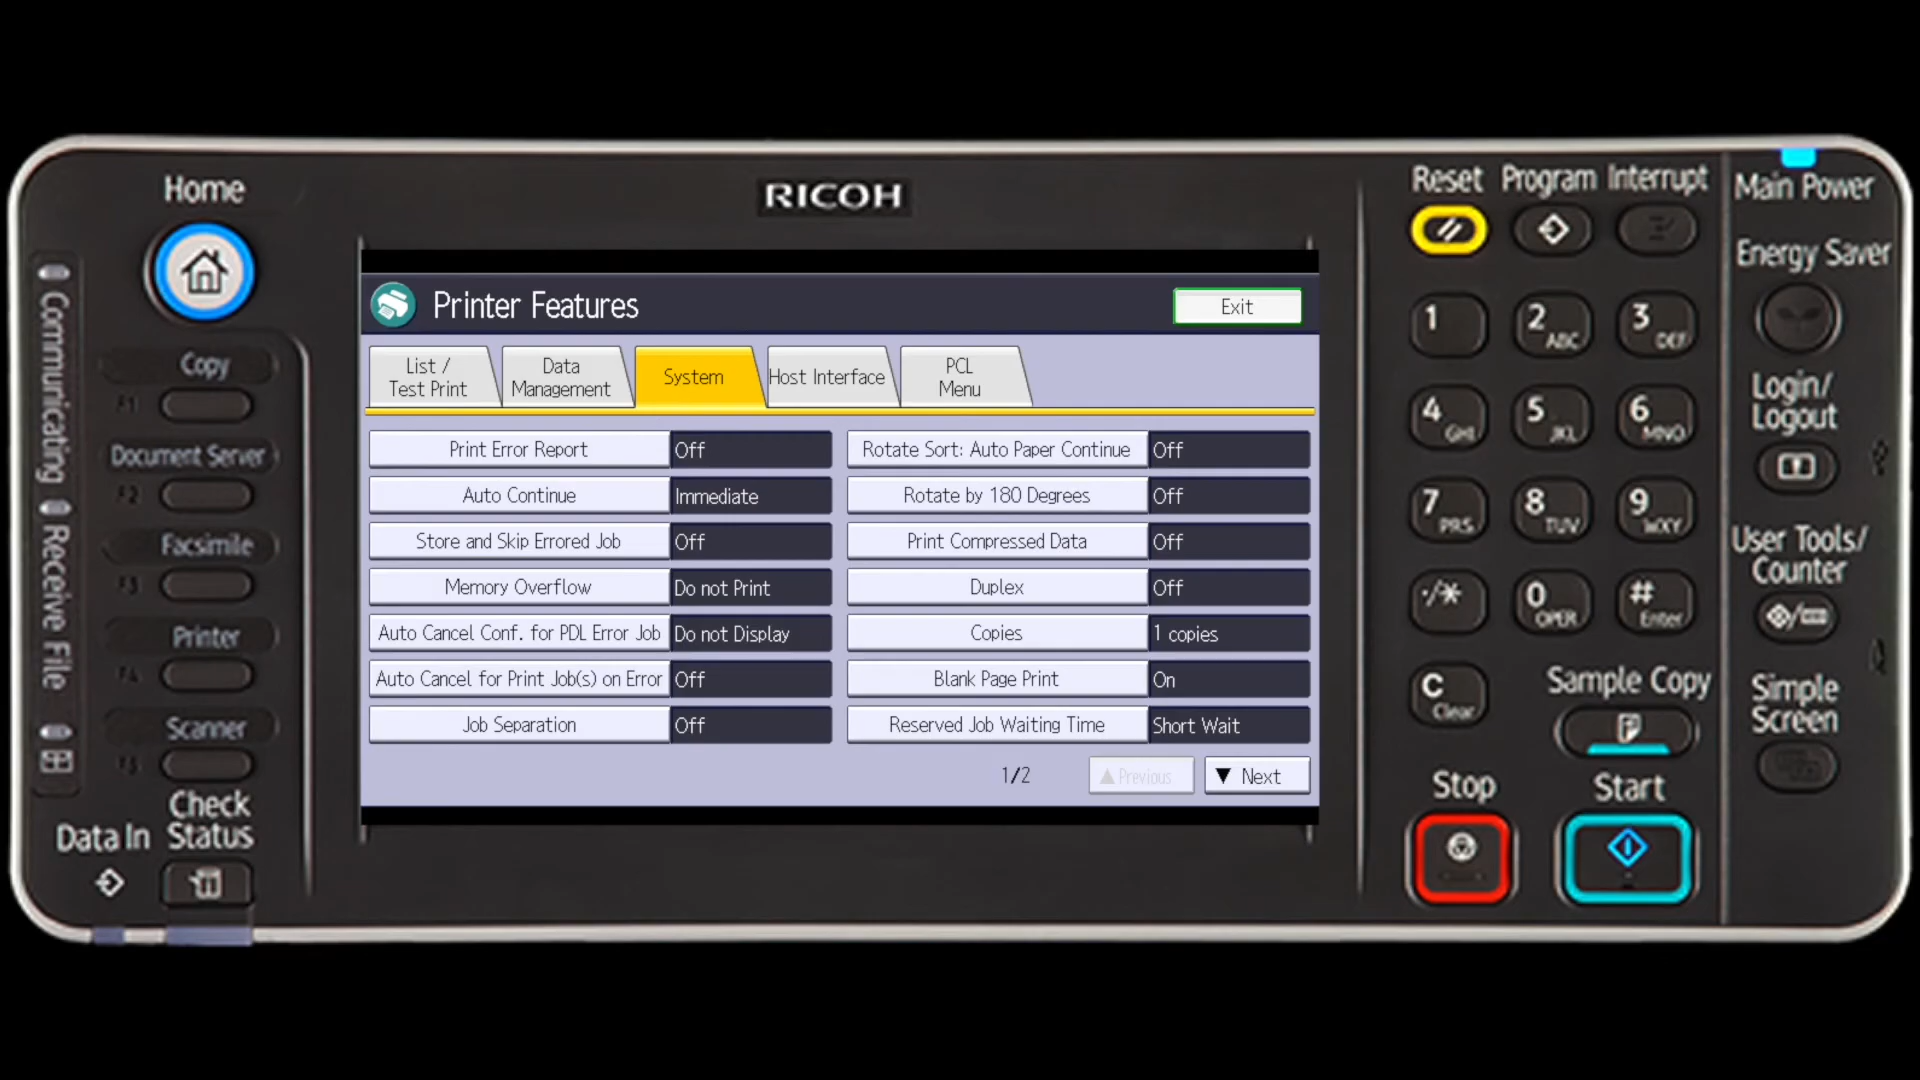 RICOH
Home
Communicating
Receive File
Copy
F1
Document Server
F2
Facsimile
F3
Printer
F4
Scanner
F5
Check
Status
Data In
Printer Features
Exit
List /
Test Print
Data
Management
System
Host Interface
PCL
Menu
Print Error Report
Off
Auto Continue
Immediate
Store and Skip Errored Job
Off
Memory Overflow
Do not Print
Auto Cancel Conf. for PDL Error Job
Do not Display
Auto Cancel for Print Job(s) on Error
Off
Job Separation
Off
Rotate Sort: Auto Paper Continue
Off
Rotate by 180 Degrees
Off
Print Compressed Data
Off
Duplex
Off
Copies
1 copies
Blank Page Print
On
Reserved Job Waiting Time
Short Wait
1/2
▲Previous
▼ Next
Reset Program Interrupt
1
2 ABC
3 DEF
4 GHI
5 JKL
6 MNO
7 PRS
8 TUV
9 WXY
·/*
0 OPER
# Enter
C Clear
Sample Copy
Stop
Start
Main Power
Energy Saver
Login/
Logout
User Tools/
Counter
Simple
Screen